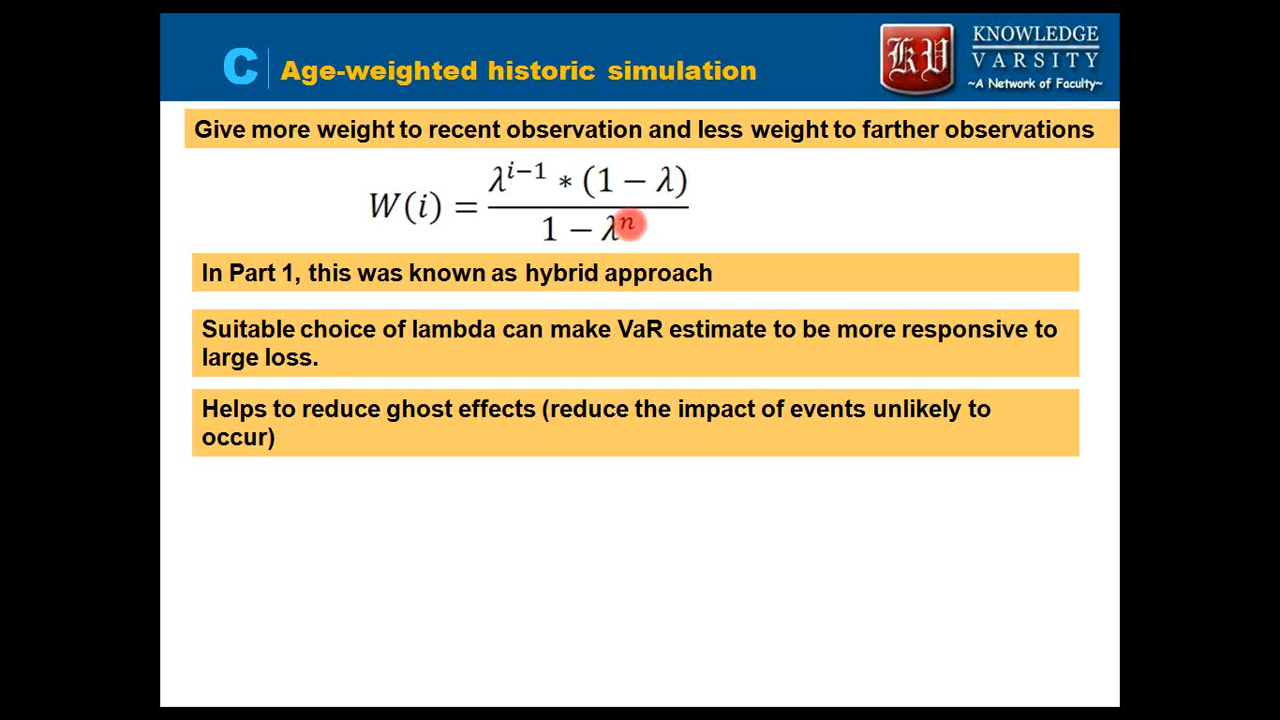 C
Age-weighted historic simulation
KV
KNOWLEDGE
VARSITY
~A Network of Faculty~
Give more weight to recent observation and less weight to farther observations
W(i) = λ^{i−1} * (1 − λ) / 1 − λ^n
In Part 1, this was known as hybrid approach
Suitable choice of lambda can make VaR estimate to be more responsive to
large loss.
Helps to reduce ghost effects (reduce the impact of events unlikely to
occur)